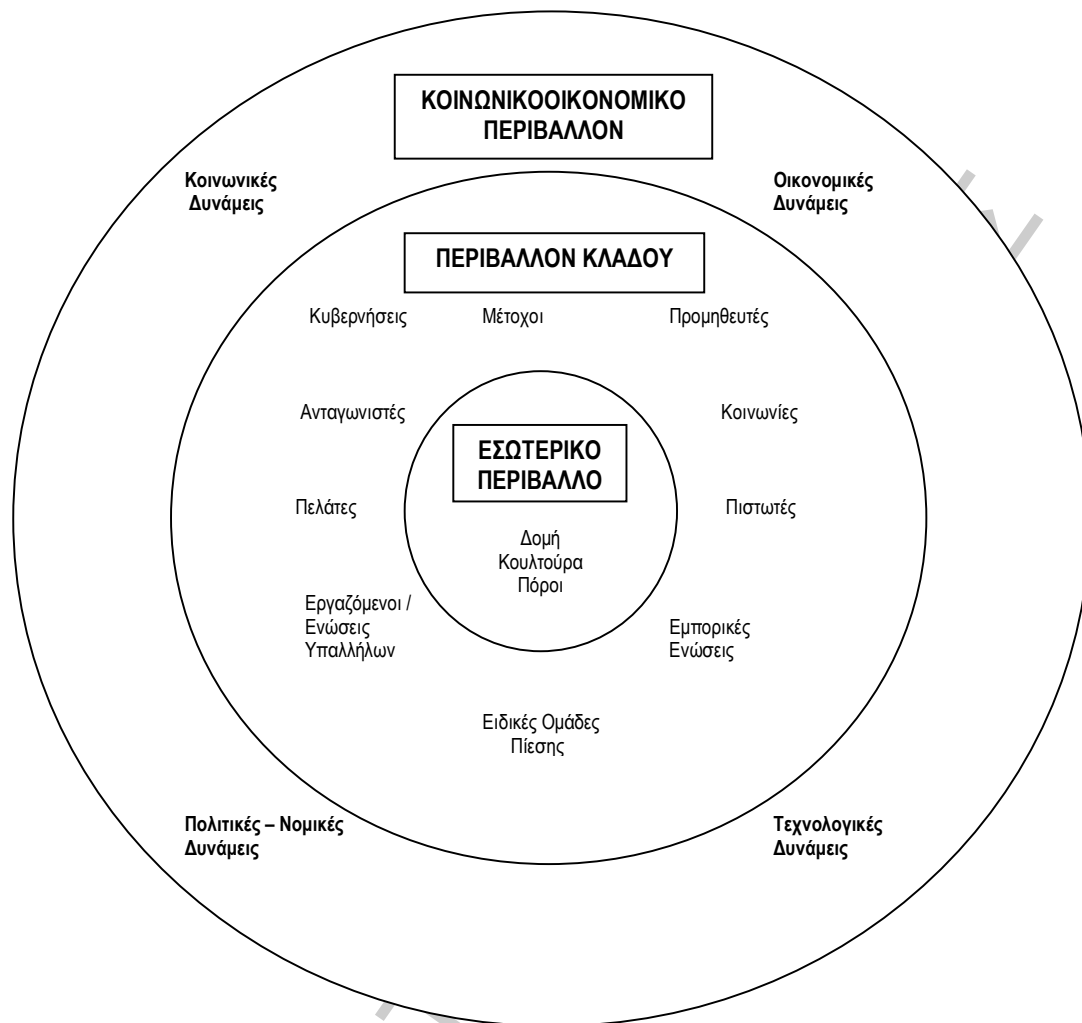 ΚΟΙΝΩΝΙΚΟΟΙΚΟΝΟΜΙΚΟ
ΠΕΡΙΒΑΛΛΟΝ
Κοινωνικές
Δυνάμεις
Οικονομικές
Δυνάμεις
ΠΕΡΙΒΑΛΛΟΝ ΚΛΑΔΟΥ
Κυβερνήσεις
Μέτοχοι
Προμηθευτές
Ανταγωνιστές
Κοινωνίες
ΕΣΩΤΕΡΙΚΟ
ΠΕΡΙΒΑΛΛΟ
Πελάτες
Πιστωτές
Δομή
Κουλτούρα
Πόροι
Εργαζόμενοι /
Ενώσεις
Υπαλλήλων
Εμπορικές
Ενώσεις
Ειδικές Ομάδες
Πίεσης
Πολιτικές – Νομικές
Δυνάμεις
Τεχνολογικές
Δυνάμεις